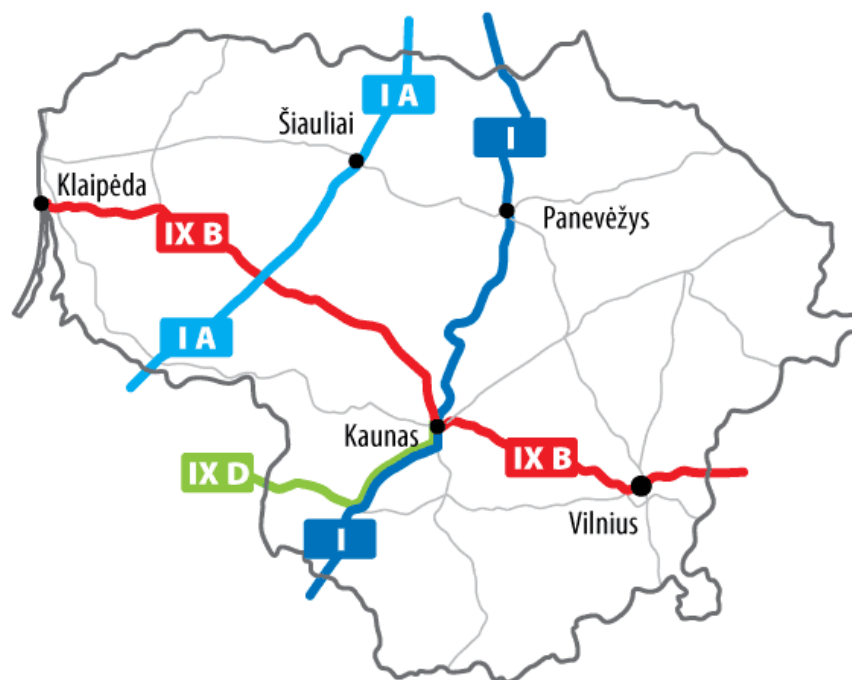 I A
Šiauliai
I
Klaipėda
Panevėžys
IX B
I A
Kaunas
IX B
IX D
Vilnius
I